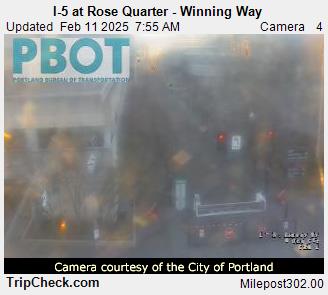 I-5 at Rose Quarter - Winning Way
Updated Feb 11 2025 7:55 AM Camera 4
PBOT
PORTLAND BUREAU OF TRANSPORTATION
Camera courtesy of the City of Portland
TripCheck.com Milepost302.00